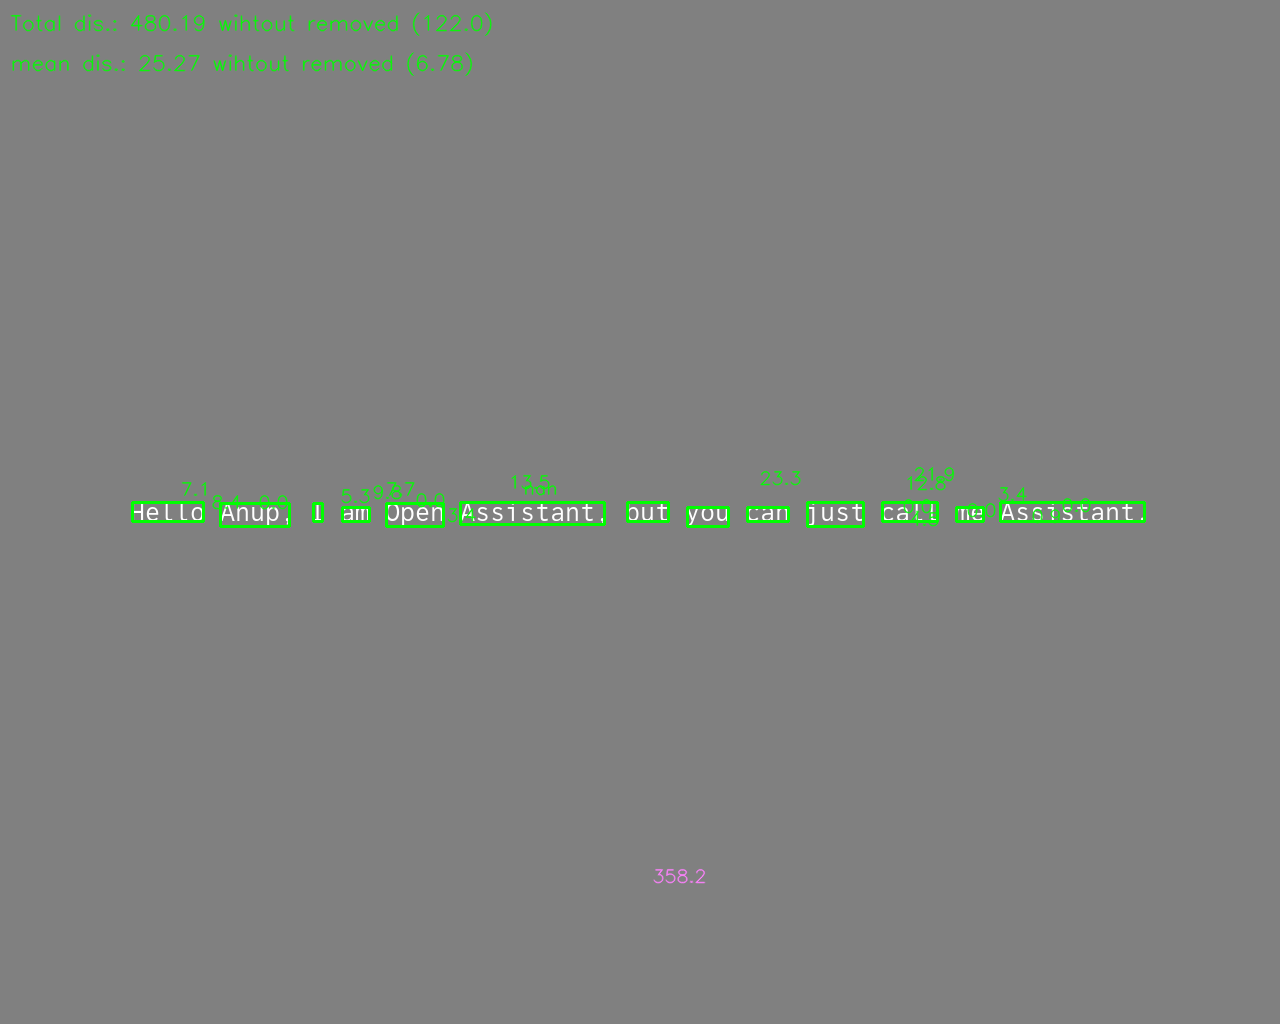 Total dis.: 480.19 wihtout removed (122.0)
mean dis.: 25.27 wihtout removed (6.78)
7.1 8.4 0.0 5.3 9.8 7.7 0.0 13.5 nan 23.3 21.9 12.8 3.4 0.0
Hello Anup, I am Open Assistant, but you can just call me Assistant.
358.2